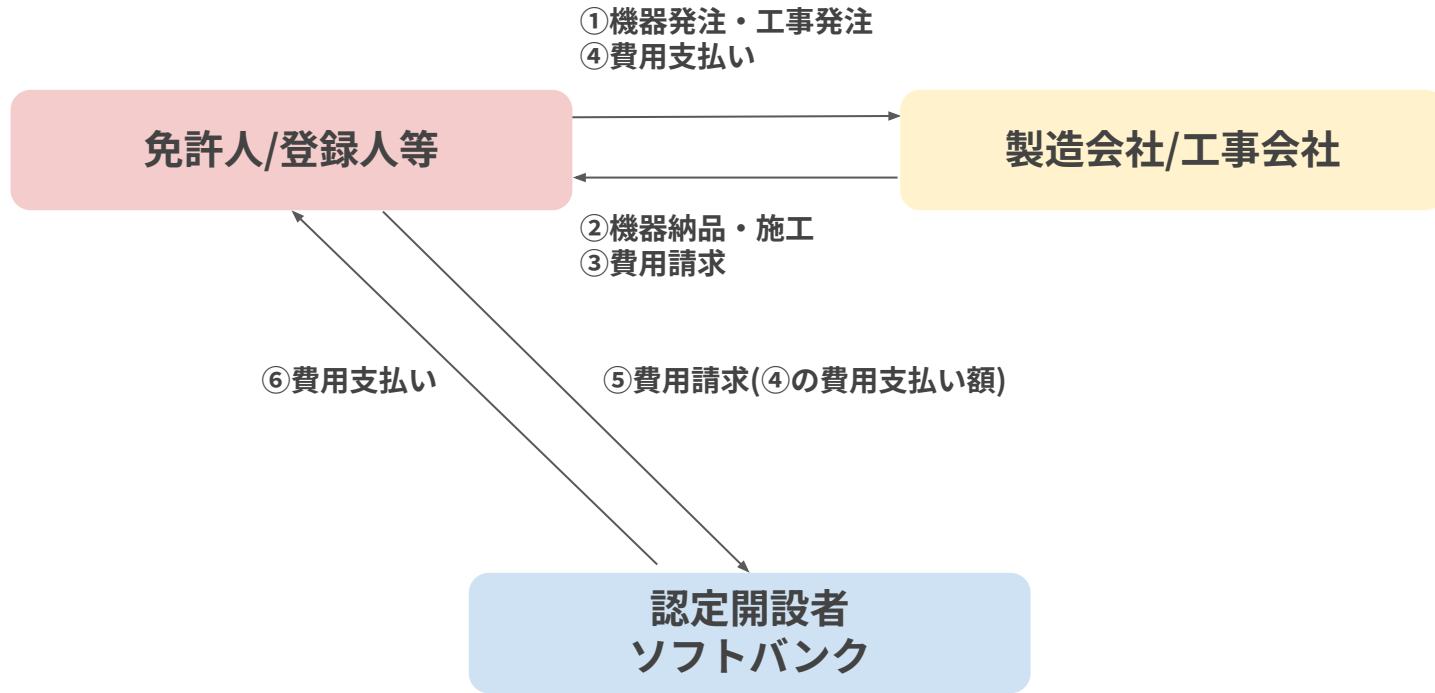 ①機器発注・工事発注
④費用支払い
免許人/登録人等
製造会社/工事会社
②機器納品・施工
③費用請求
⑥費用支払い
⑤費用請求(④の費用支払い額)
認定開設者
ソフトバンク